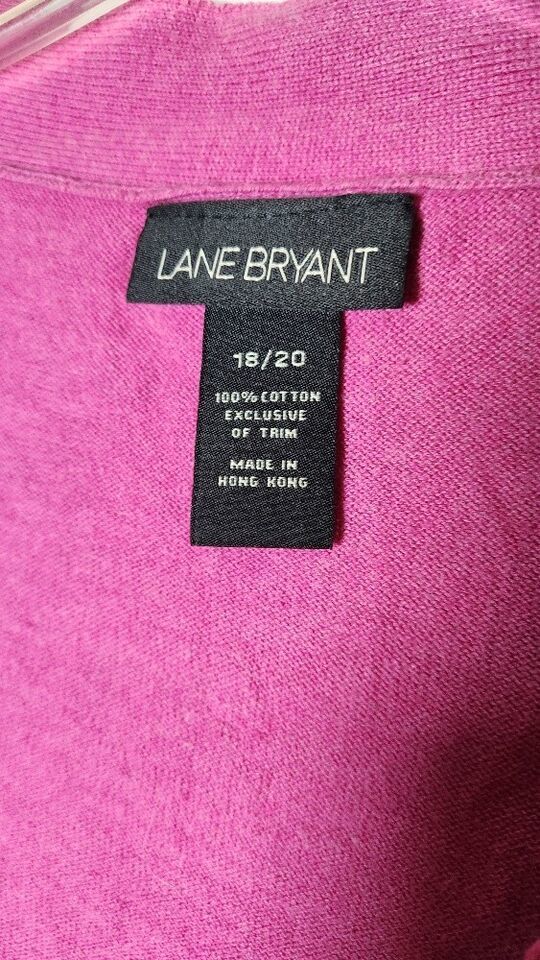 LANE BRYANT
18/20
100% COTTON
EXCLUSIVE
OF TRIM
MADE IN
HONG KONG